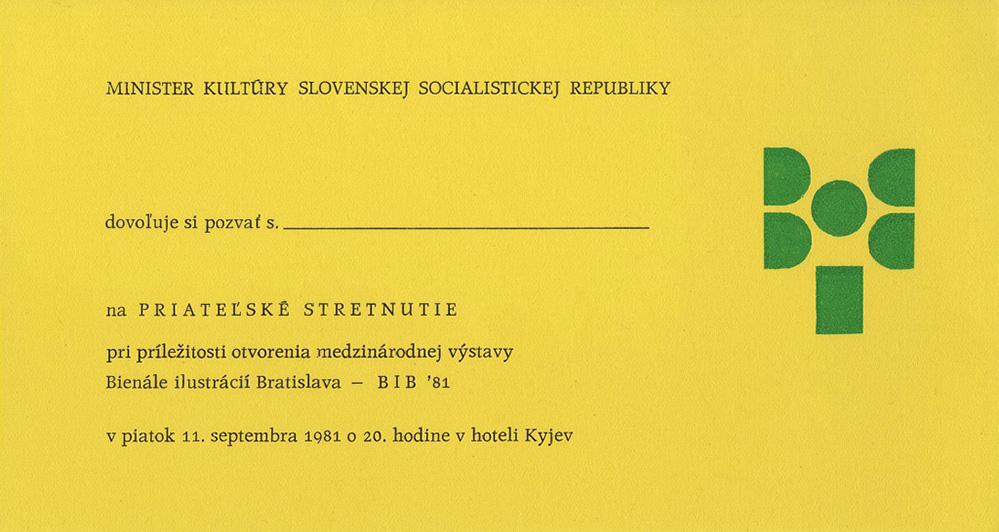 MINISTER KULTÚRY SLOVENSKEJ SOCIALISTICKEJ REPUBLIKY
dovoľuje si pozvať s.
na PRIATEĽSKÉ STRETNUTIE
pri príležitosti otvorenia medzinárodnej výstavy
Bienále ilustrácií Bratislava – BIB '81
v piatok 11. septembra 1981 o 20. hodine v hoteli Kyjev